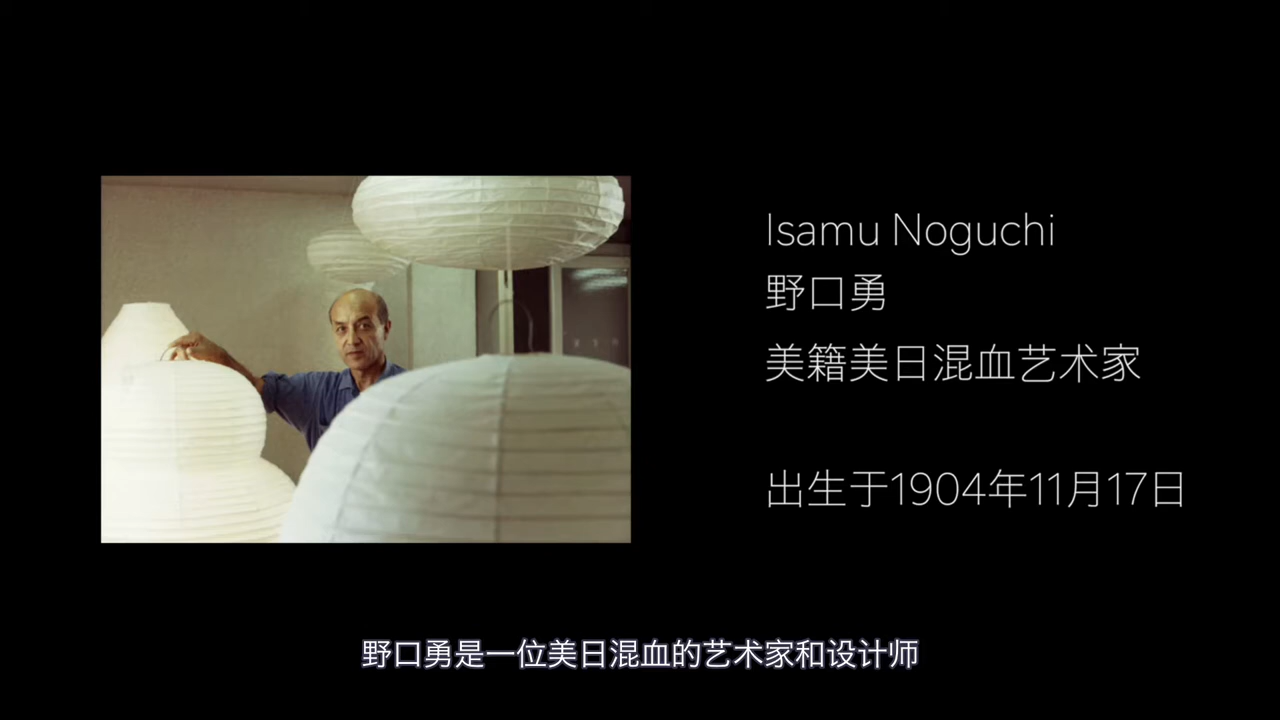 Isamu Noguchi
野口勇
美籍美日混血艺术家
出生于1904年11月17日
野口勇是一位美日混血的艺术家和设计师